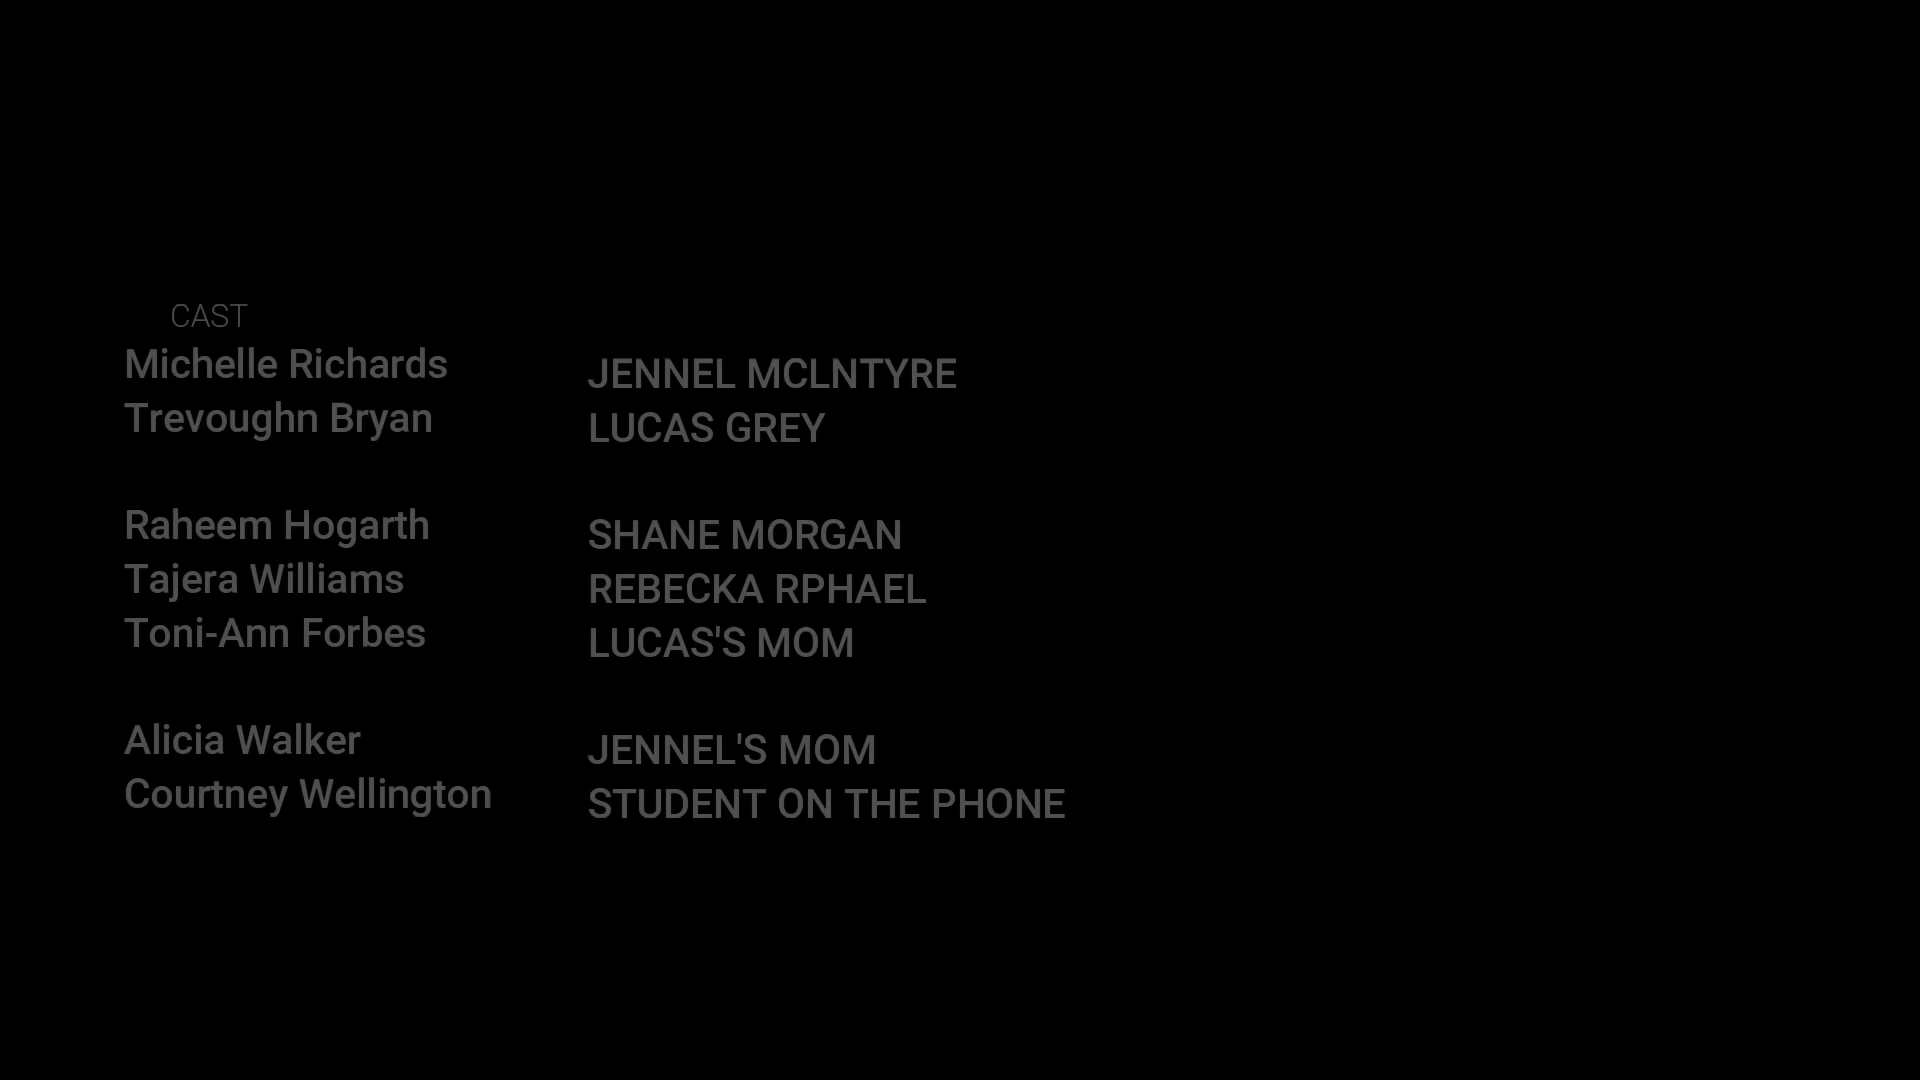 CAST
Michelle Richards JENNEL MCLNTYRE
Trevoughn Bryan LUCAS GREY
Raheem Hogarth SHANE MORGAN
Tajera Williams REBECKA RPHAEL
Toni-Ann Forbes LUCAS'S MOM
Alicia Walker JENNEL'S MOM
Courtney Wellington STUDENT ON THE PHONE